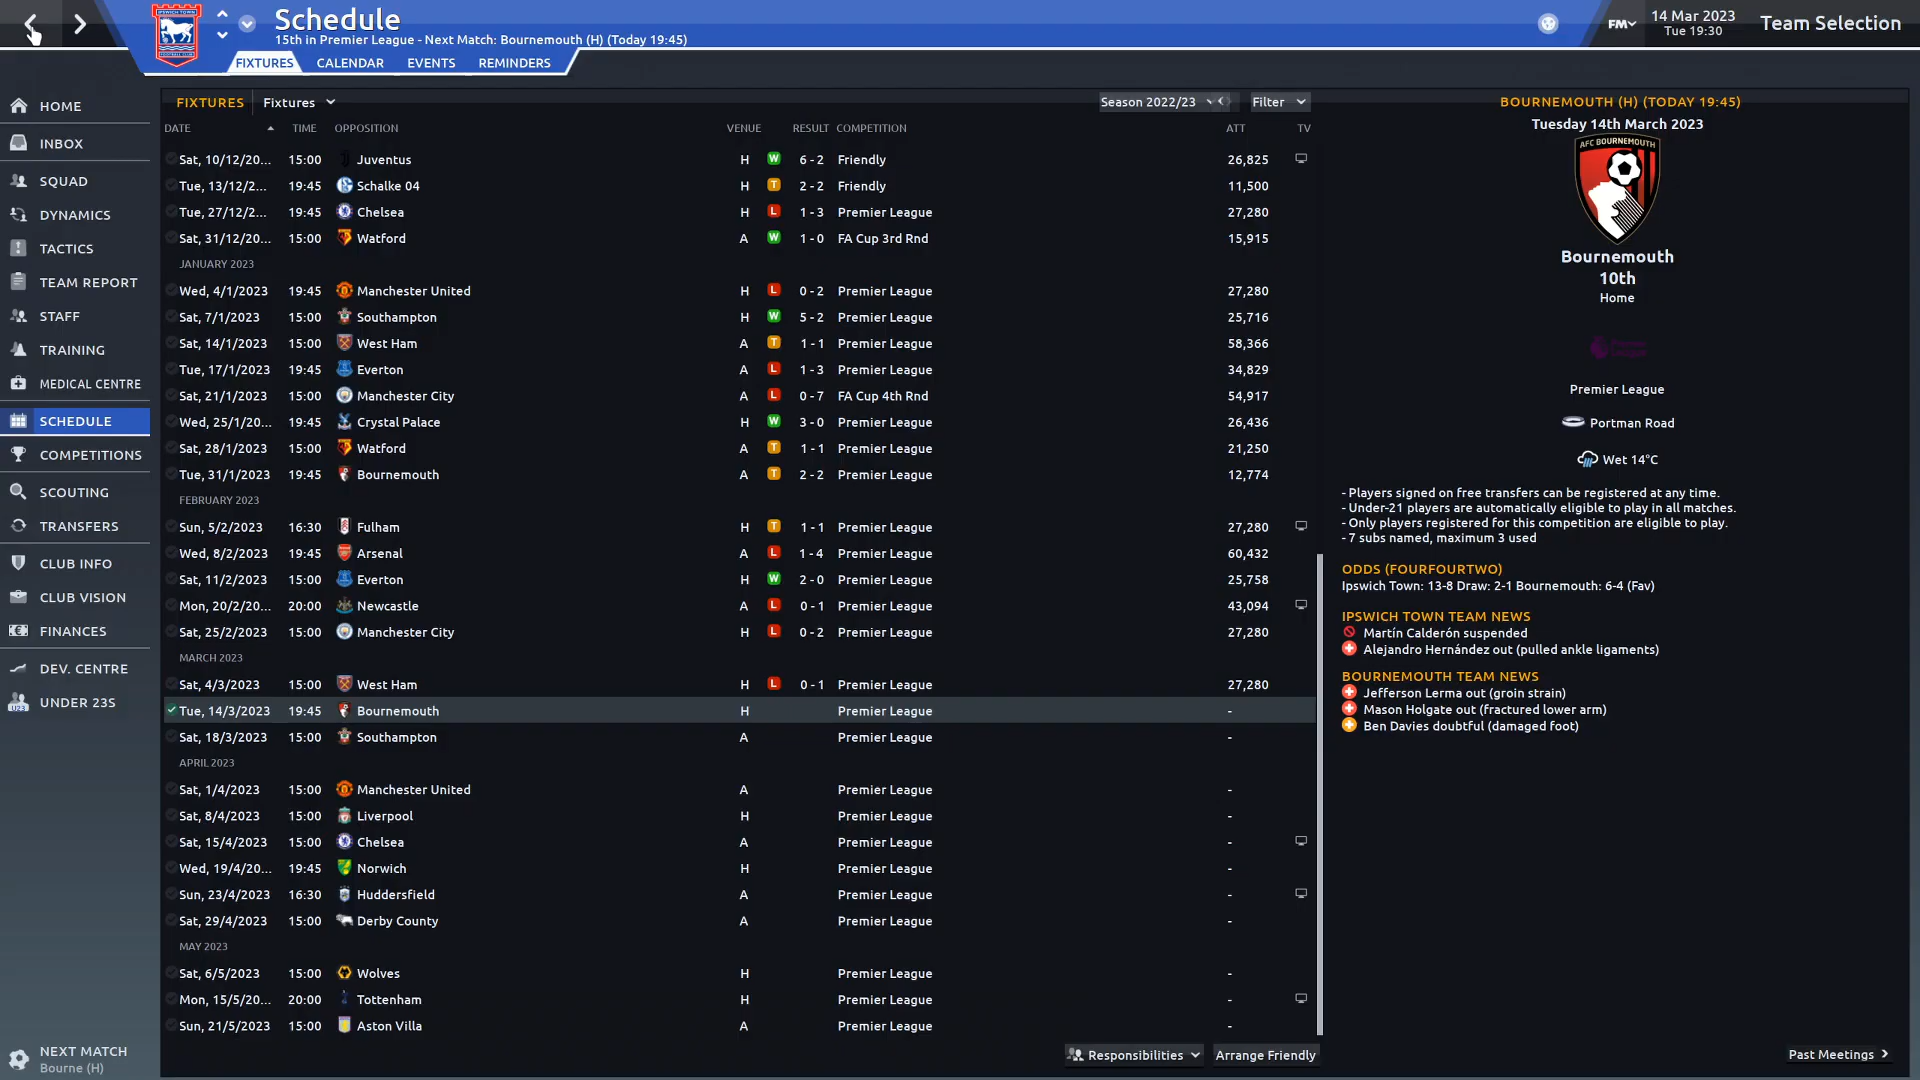 Schedule
15th in Premier League - Next Match: Bournemouth (H) (Today 19:45)
FM
14 Mar 2023
Tue 19:30
Team Selection
FIXTURES CALENDAR EVENTS REMINDERS
HOME
INBOX
SQUAD
DYNAMICS
TACTICS
TEAM REPORT
STAFF
TRAINING
MEDICAL CENTRE
SCHEDULE
COMPETITIONS
SCOUTING
TRANSFERS
CLUB INFO
CLUB VISION
FINANCES
DEV. CENTRE
UNDER 23S
NEXT MATCH
Bourne (H)
FIXTURES Fixtures Season 2022/23 Filter
DATE TIME OPPOSITION VENUE RESULT COMPETITION ATT TV
Sat, 10/12/20... 15:00 Juventus H W 6 - 2 Friendly 26,825
Tue, 13/12/2... 19:45 Schalke 04 H T 2 - 2 Friendly 11,500
Tue, 27/12/2... 19:45 Chelsea H L 1 - 3 Premier League 27,280
Sat, 31/12/20... 15:00 Watford A W 1 - 0 FA Cup 3rd Rnd 15,915
JANUARY 2023
Wed, 4/1/2023 19:45 Manchester United H L 0 - 2 Premier League 27,280
Sat, 7/1/2023 15:00 Southampton H W 5 - 2 Premier League 25,716
Sat, 14/1/2023 15:00 West Ham A T 1 - 1 Premier League 58,366
Tue, 17/1/2023 19:45 Everton A L 1 - 3 Premier League 34,829
Sat, 21/1/2023 15:00 Manchester City A L 0 - 7 FA Cup 4th Rnd 54,917
Wed, 25/1/20... 19:45 Crystal Palace H W 3 - 0 Premier League 26,436
Sat, 28/1/2023 15:00 Watford A T 1 - 1 Premier League 21,250
Tue, 31/1/2023 19:45 Bournemouth A T 2 - 2 Premier League 12,774
FEBRUARY 2023
Sun, 5/2/2023 16:30 Fulham H T 1 - 1 Premier League 27,280
Wed, 8/2/2023 19:45 Arsenal A L 1 - 4 Premier League 60,432
Sat, 11/2/2023 15:00 Everton H W 2 - 0 Premier League 25,758
Mon, 20/2/20... 20:00 Newcastle A L 0 - 1 Premier League 43,094
Sat, 25/2/2023 15:00 Manchester City H L 0 - 2 Premier League 27,280
MARCH 2023
Sat, 4/3/2023 15:00 West Ham H L 0 - 1 Premier League 27,280
Tue, 14/3/2023 19:45 Bournemouth H Premier League -
Sat, 18/3/2023 15:00 Southampton A Premier League -
APRIL 2023
Sat, 1/4/2023 15:00 Manchester United A Premier League -
Sat, 8/4/2023 15:00 Liverpool H Premier League -
Sat, 15/4/2023 15:00 Chelsea A Premier League -
Wed, 19/4/20... 19:45 Norwich H Premier League -
Sun, 23/4/2023 16:30 Huddersfield A Premier League -
Sat, 29/4/2023 15:00 Derby County A Premier League -
MAY 2023
Sat, 6/5/2023 15:00 Wolves H Premier League -
Mon, 15/5/20... 20:00 Tottenham H Premier League -
Sun, 21/5/2023 15:00 Aston Villa A Premier League -
Responsibilities Arrange Friendly
BOURNEMOUTH (H) (TODAY 19:45)
Tuesday 14th March 2023
AFC BOURNEMOUTH
Bournemouth
10th
Home
Premier League
Portman Road
Wet 14°C
- Players signed on free transfers can be registered at any time.
- Under-21 players are automatically eligible to play in all matches.
- Only players registered for this competition are eligible to play.
- 7 subs named, maximum 3 used
ODDS (FOURFOURTWO)
Ipswich Town: 13-8 Draw: 2-1 Bournemouth: 6-4 (Fav)
IPSWICH TOWN TEAM NEWS
Martín Calderón suspended
Alejandro Hernández out (pulled ankle ligaments)
BOURNEMOUTH TEAM NEWS
Jefferson Lerma out (groin strain)
Mason Holgate out (fractured lower arm)
Ben Davies doubtful (damaged foot)
Past Meetings